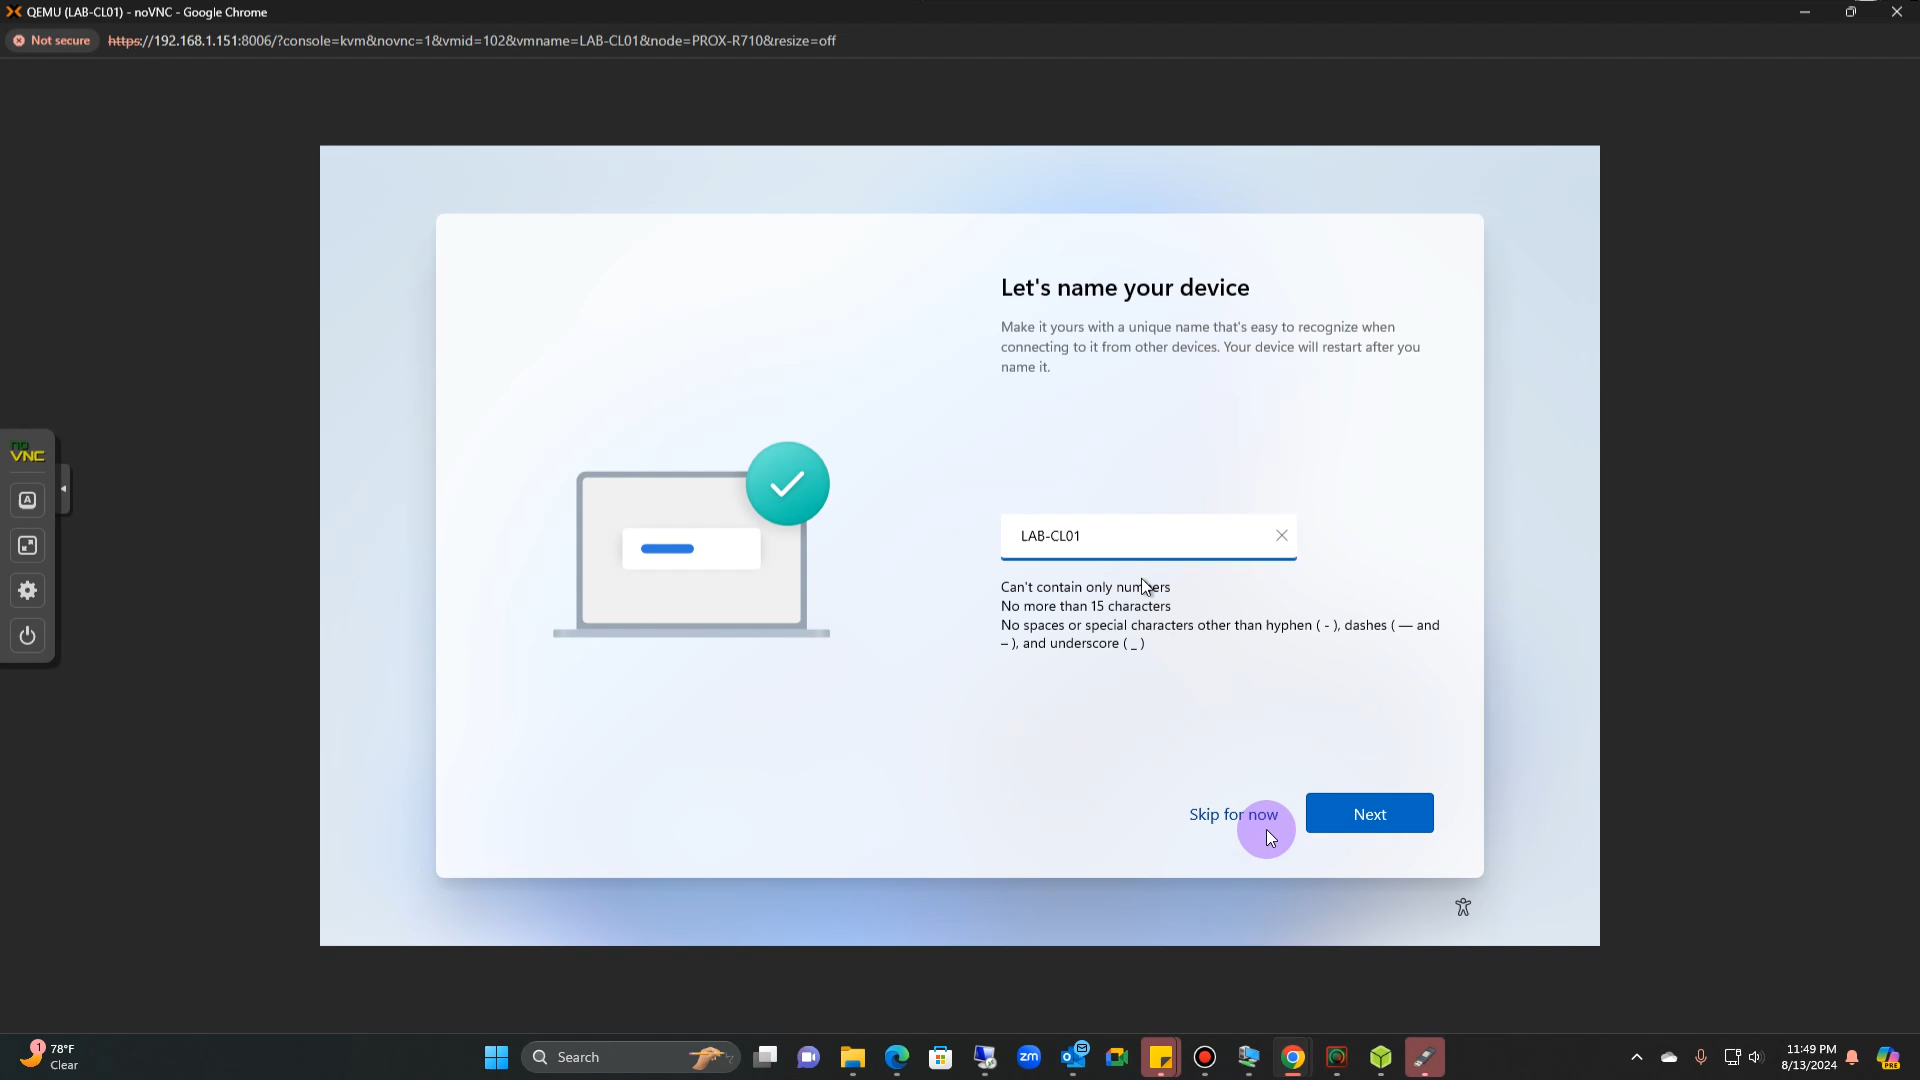 QEMU (LAB-CL01) - noVNC - Google Chrome
Not secure
https://192.168.1.151:8006/?console=kvm&novnc=1&vmid=102&vmname=LAB-CL01&node=PROX-R710&resize=off
Let's name your device
Make it yours with a unique name that's easy to recognize when
connecting to it from other devices. Your device will restart after you
name it.
no
VNC
A
LAB-CL01
Can't contain only numbers
No more than 15 characters
No spaces or special characters other than hyphen ( - ), dashes ( — and
– ), and underscore ( _ )
Skip for now
Next
1
78°F
Clear
Search
zm
PRE
11:49 PM
8/13/2024